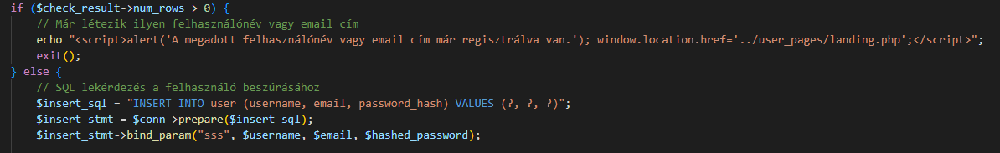 if ($check_result->num_rows > 0) {
// Már létezik ilyen felhasználónév vagy email cím
echo "<script>alert('A megadott felhasználónév vagy email cím már regisztrálva van.'); window.location.href='../user_pages/landing.php';</script>";
exit();
} else {
// SQL lekérdezés a felhasználó beszúrásához
$insert_sql = "INSERT INTO user (username, email, password_hash) VALUES (?, ?, ?)";
$insert_stmt = $conn->prepare($insert_sql);
$insert_stmt->bind_param("sss", $username, $email, $hashed_password);